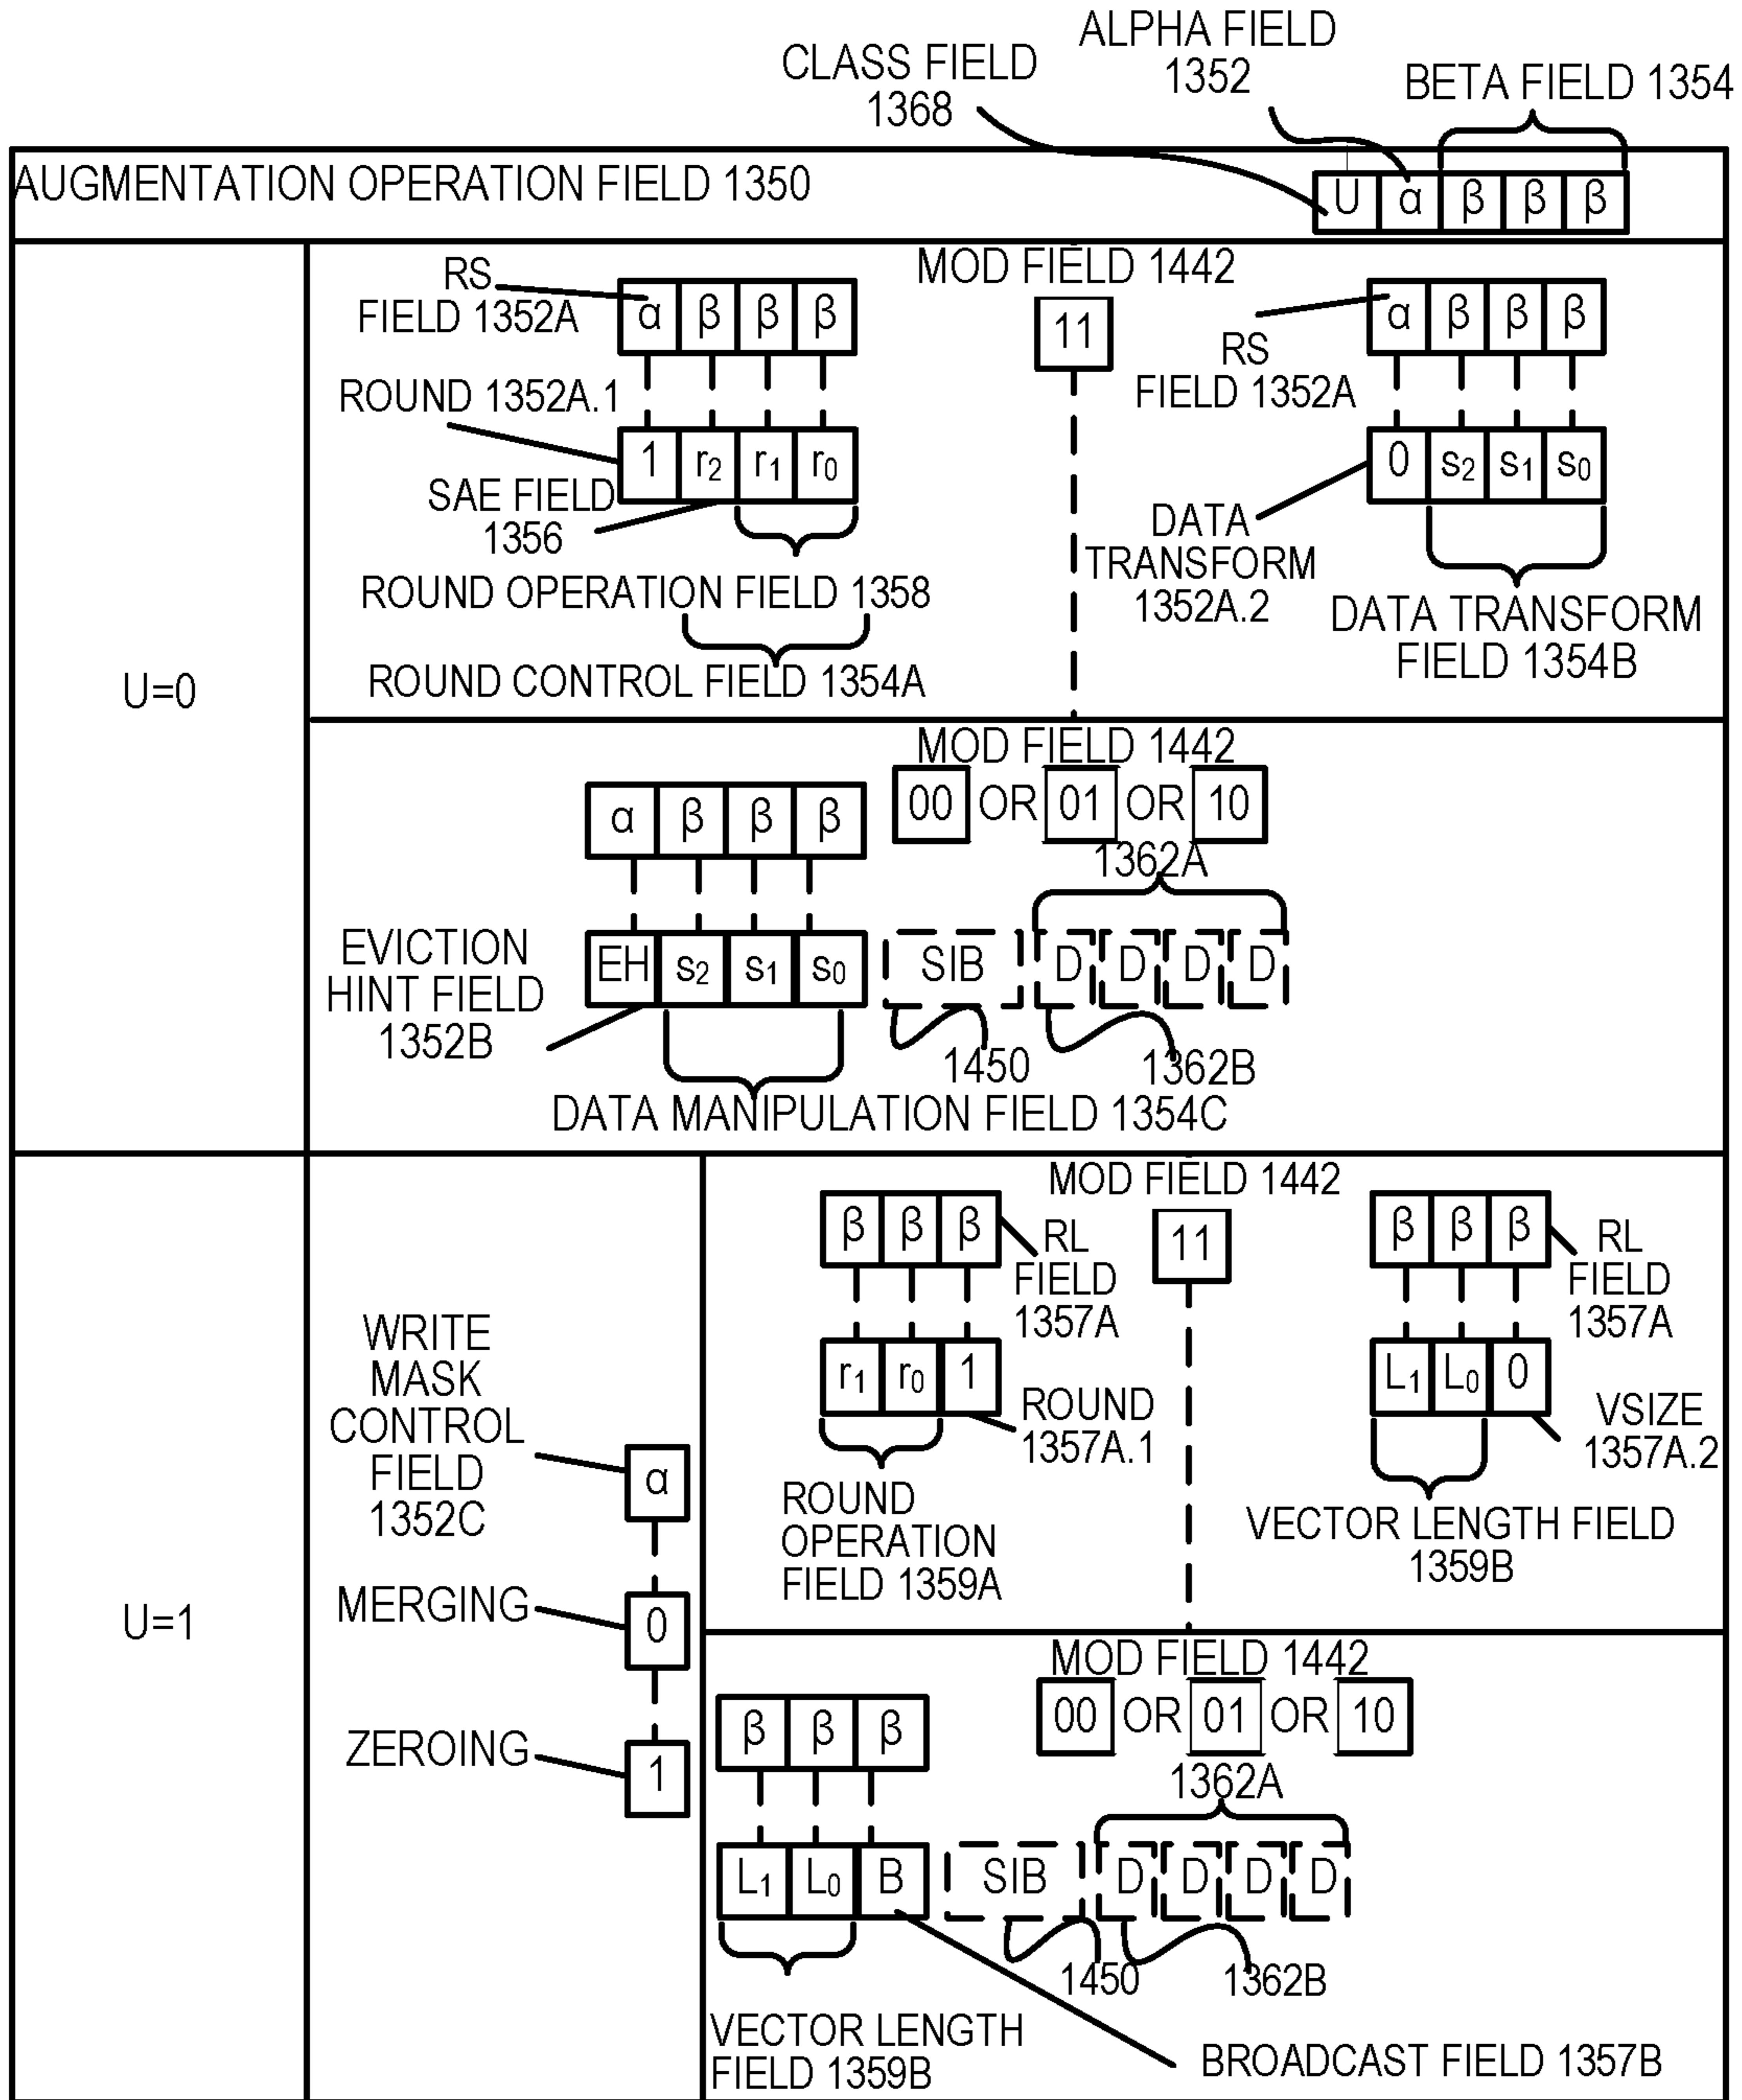 CLASS FIELD
1368
ALPHA FIELD
1352
BETA FIELD 1354
AUGMENTATION OPERATION FIELD 1350
U α β β β
U=0
RS
FIELD 1352A
α β β β
ROUND 1352A.1
1 r2 r1 r0
SAE FIELD
1356
ROUND OPERATION FIELD 1358
ROUND CONTROL FIELD 1354A
MOD FIELD 1442
11
α β β β
RS
FIELD 1352A
0 s2 s1 s0
DATA
TRANSFORM
1352A.2
DATA TRANSFORM
FIELD 1354B
MOD FIELD 1442
00 OR 01 OR 10
α β β β
1362A
EVICTION
HINT FIELD
1352B
EH s2 s1 s0 SIB D D D D
1450
1362B
DATA MANIPULATION FIELD 1354C
U=1
WRITE
MASK
CONTROL
FIELD
1352C
α
MERGING
0
ZEROING
1
MOD FIELD 1442
11
β β β
RL
FIELD
1357A
r1 r0 1
ROUND
1357A.1
ROUND
OPERATION
FIELD 1359A
β β β
RL
FIELD
1357A
L1 L0 0
VSIZE
1357A.2
VECTOR LENGTH FIELD
1359B
MOD FIELD 1442
00 OR 01 OR 10
β β β
1362A
L1 L0 B SIB D D D D
1450
1362B
VECTOR LENGTH
FIELD 1359B
BROADCAST FIELD 1357B